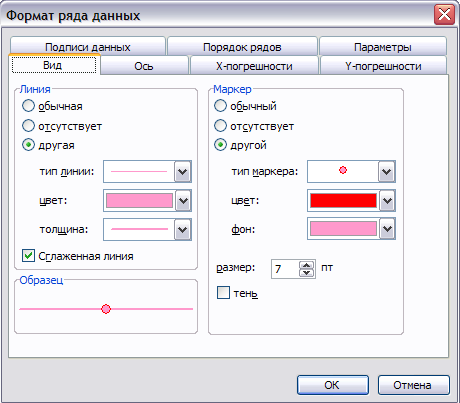 Формат ряда данных
Подписи данных Порядок рядов Параметры
Вид Ось X-погрешности Y-погрешности
Линия
обычная
отсутствует
другая
тип линии:
цвет:
толщина:
Сглаженная линия
Образец
Маркер
обычный
отсутствует
другой
тип маркера:
цвет:
фон:
размер: 7 пт
тень
ОК Отмена